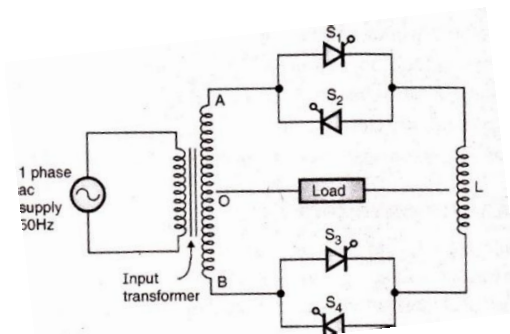 S1
A
S2
1 phase
ac
supply
50Hz
O
Load
L
S3
Input
transformer
B
S4